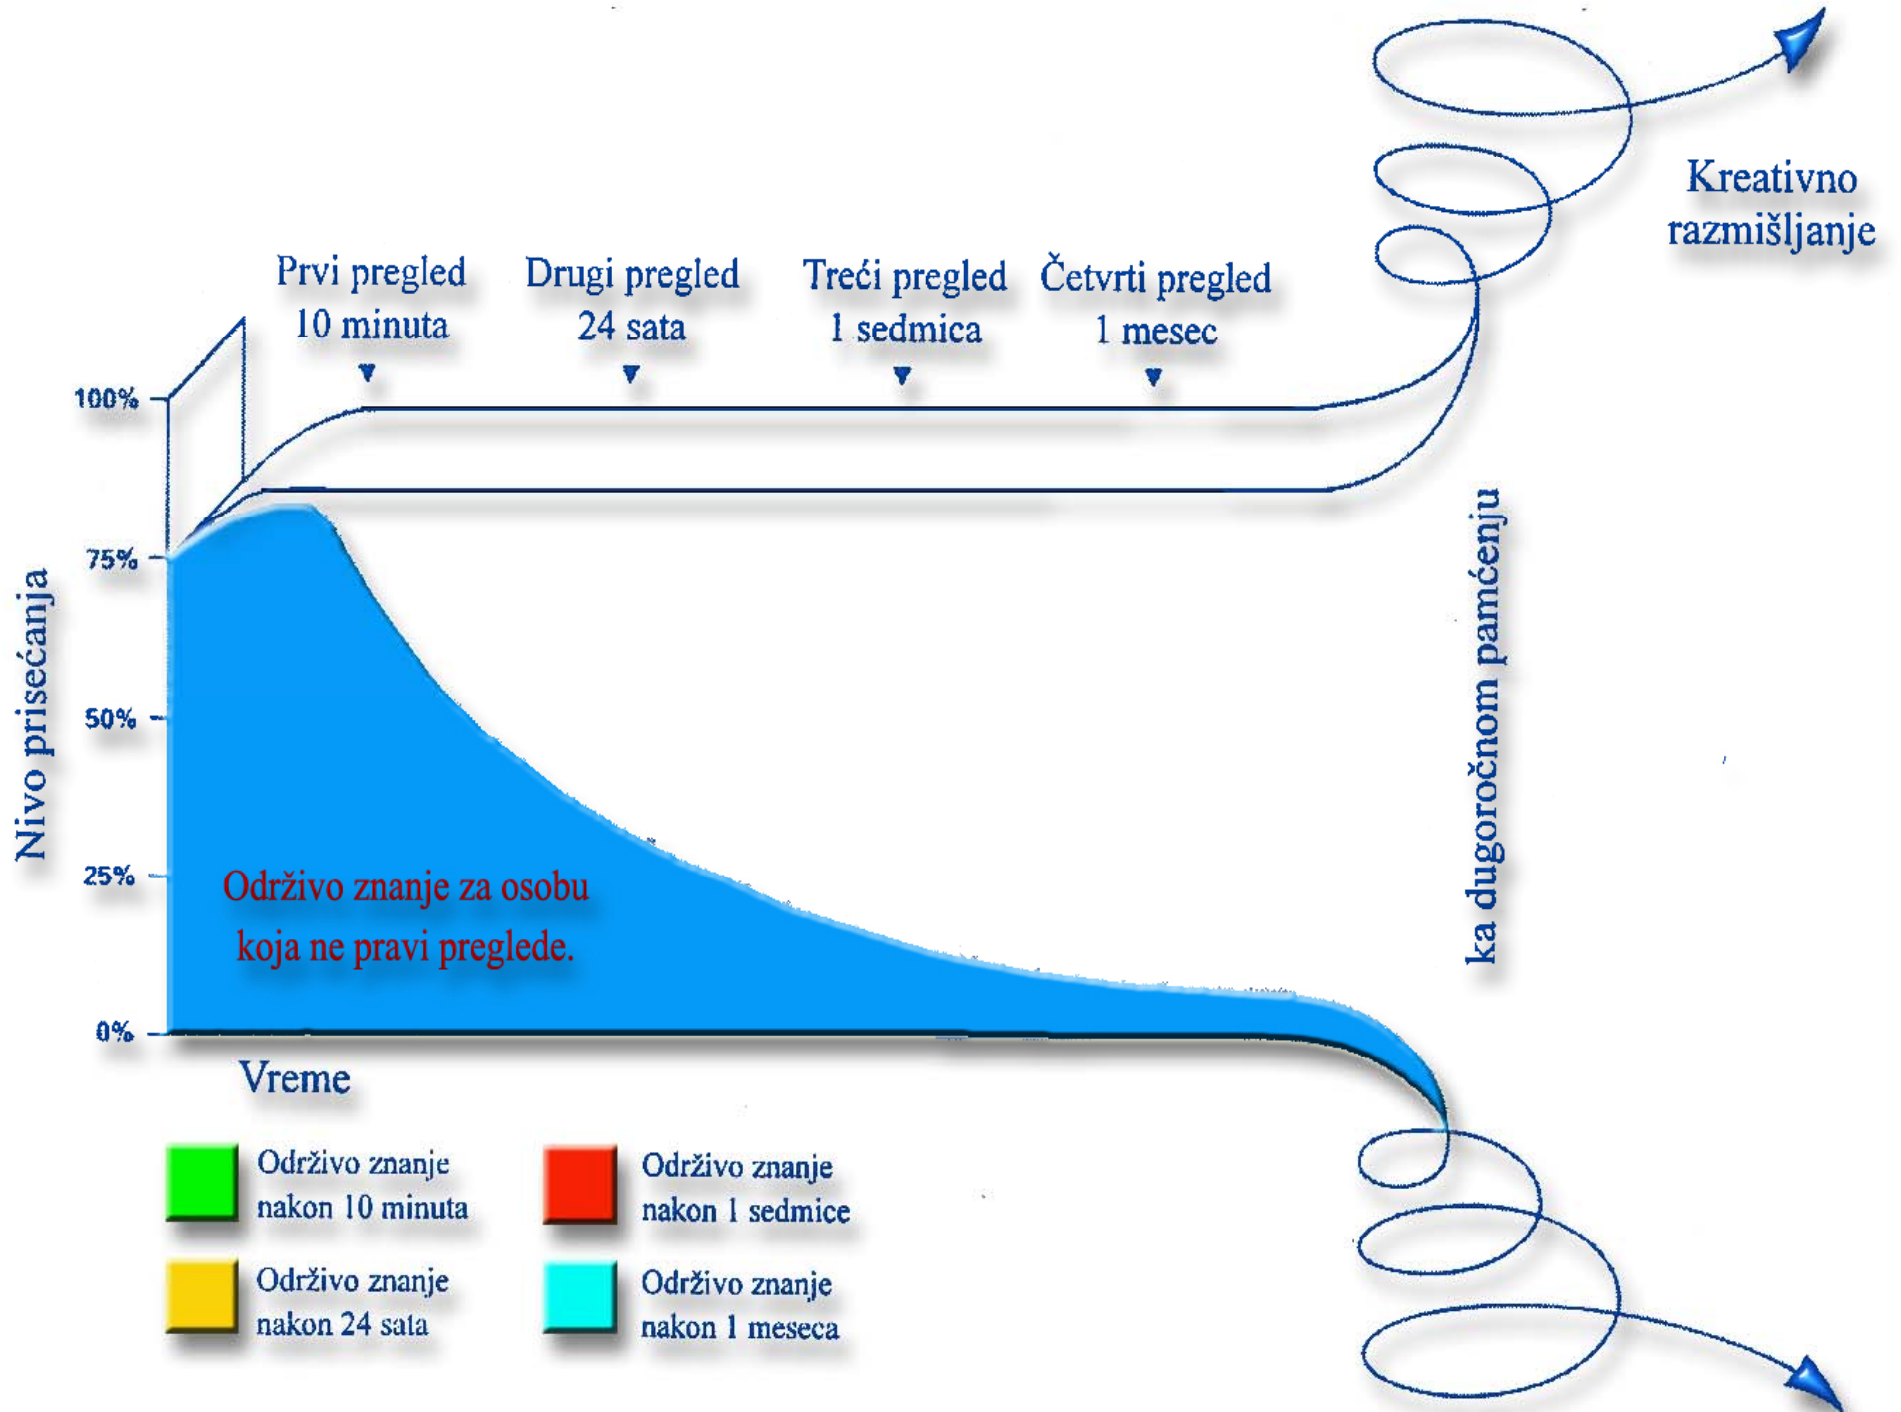 Kreativno
razmišljanje
Prvi pregled
10 minuta
Drugi pregled
24 sata
Treći pregled
1 sedmica
Četvrti pregled
1 mesec
100%
75%
50%
25%
0%
Nivo prisećanja
ka dugoročnom pamćenju
Održivo znanje za osobu
koja ne pravi preglede.
Vreme
Održivo znanje
nakon 10 minuta
Održivo znanje
nakon 1 sedmice
Održivo znanje
nakon 24 sata
Održivo znanje
nakon 1 meseca